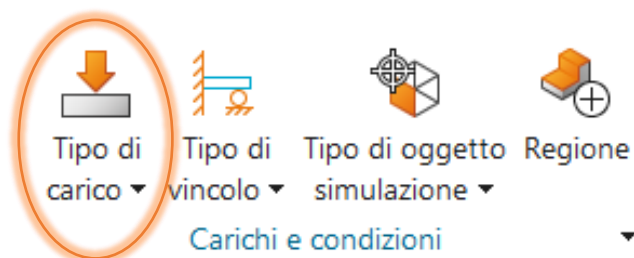 Tipo di carico
Tipo di vincolo
Tipo di oggetto simulazione
Regione
Carichi e condizioni